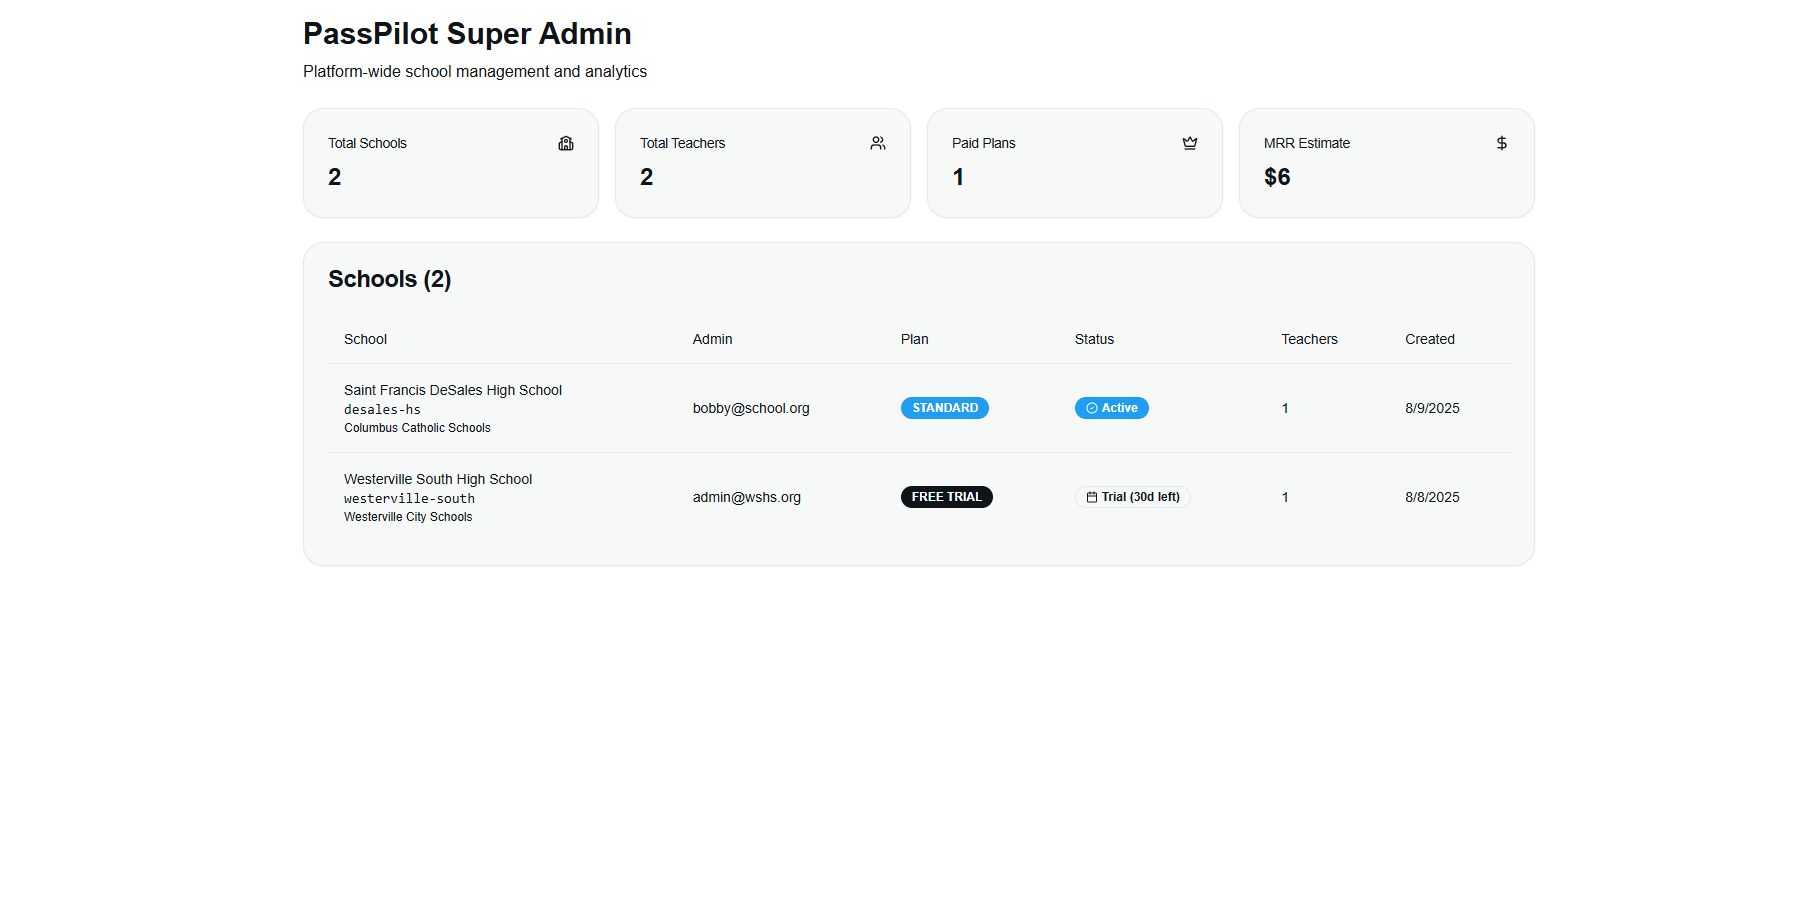 PassPilot Super Admin
Platform-wide school management and analytics
Total Schools
2
Total Teachers
2
Paid Plans
1
MRR Estimate
$6
Schools (2)
School Admin Plan Status Teachers Created
Saint Francis DeSales High School
desales-hs
Columbus Catholic Schools
bobby@school.org STANDARD Active 1 8/9/2025
Westerville South High School
westerville-south
Westerville City Schools
admin@wshs.org FREE TRIAL Trial (30d left) 1 8/8/2025